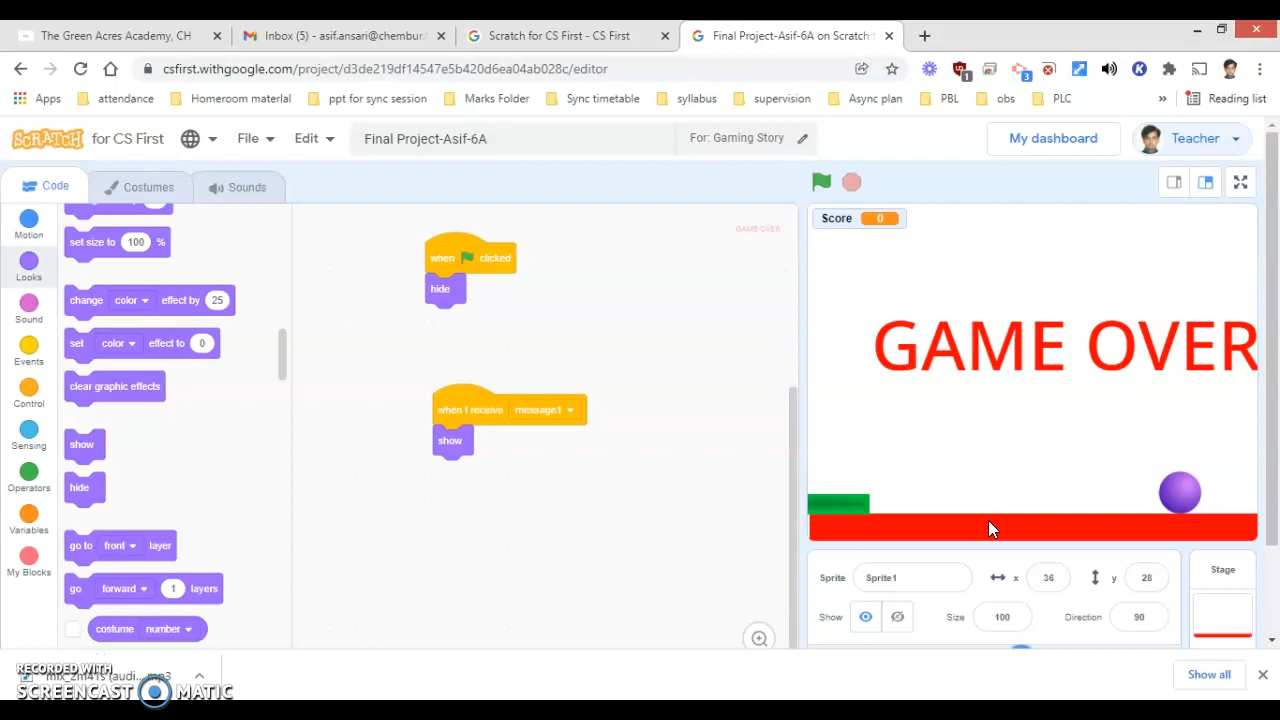 The Green Acres Academy, CH
Inbox (5) - asif.ansari@chembur.
Scratch for CS First - CS First
Final Project-Asif-6A on Scratch f
csfirst.withgoogle.com/project/d3de219df14547e5b420d6ea04ab028c/editor
Apps attendance Homeroom material ppt for sync session Marks Folder Sync timetable syllabus supervision Async plan PBL obs PLC » Reading list
SCRATCH for CS First File Edit Final Project-Asif-6A For: Gaming Story My dashboard Teacher
Code Costumes Sounds
Motion
Looks
Sound
Events
Control
Sensing
Operators
Variables
My Blocks
set size to 100 %
change color effect by 25
set color effect to 0
clear graphic effects
show
hide
go to front layer
go forward 1 layers
costume number
when clicked
hide
when I receive message1
show
GAME OVER
Score 0
GAME OVER
Sprite Sprite1 x 36 y 28
Show Size 100 Direction 90
Stage
RECORDED WITH
SCREENCAST MATIC
Show all